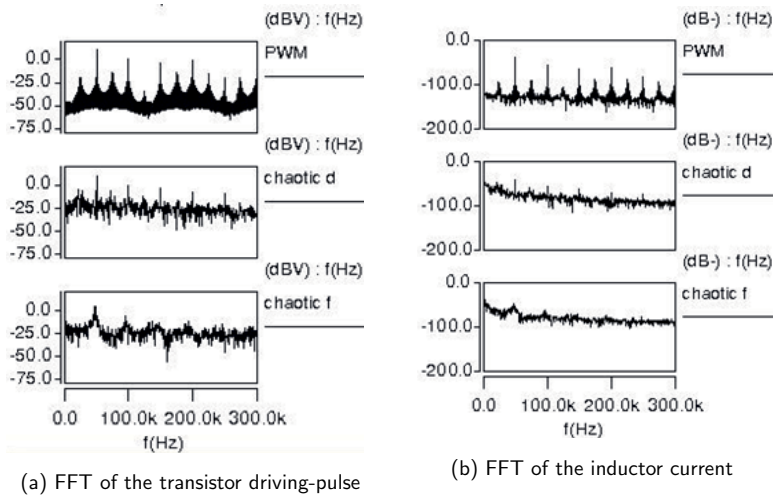 (dBV) : f(Hz)
PWM
0.0
-25.0
-50.0
-75.0
(dBV) : f(Hz)
chaotic d
0.0
-25.0
-50.0
-75.0
(dBV) : f(Hz)
chaotic f
0.0
-25.0
-50.0
-75.0
0.0 100.0k 200.0k 300.0k
f(Hz)
(a) FFT of the transistor driving-pulse
(dB-) : f(Hz)
PWM
0.0
-100.0
-200.0
(dB-) : f(Hz)
chaotic d
0.0
-100.0
-200.0
(dB-) : f(Hz)
chaotic f
0.0
-100.0
-200.0
0.0 100.0k 200.0k 300.0k
f(Hz)
(b) FFT of the inductor current